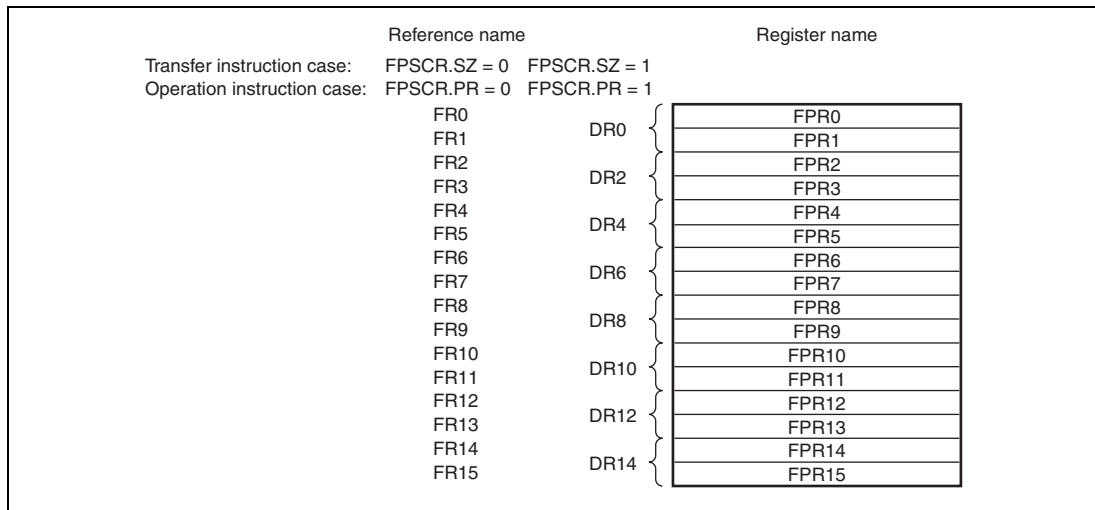 Reference name Register name
Transfer instruction case: FPSCR.SZ = 0 FPSCR.SZ = 1
Operation instruction case: FPSCR.PR = 0 FPSCR.PR = 1
FR0 FPR0
DR0
FR1 FPR1
FR2 FPR2
DR2
FR3 FPR3
FR4 FPR4
DR4
FR5 FPR5
FR6 FPR6
DR6
FR7 FPR7
FR8 FPR8
DR8
FR9 FPR9
FR10 FPR10
DR10
FR11 FPR11
FR12 FPR12
DR12
FR13 FPR13
FR14 FPR14
DR14
FR15 FPR15